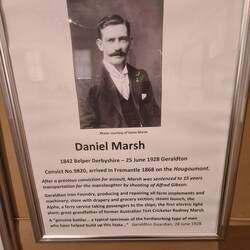 Photo: courtesy of Elaine Marsh
Daniel Marsh
1842 Belper Derbyshire – 25 June 1928 Geraldton
Convict No.9820, arrived in Fremantle 1868 on the Hougoumont.
After a previous conviction for assault, Marsh was sentenced to 15 years
transportation for the manslaughter by shooting of Alfred Gibson.
Geraldton Iron Foundry, producing and repairing all farm implements and
machinery, store with drapery and grocery section; steam launch, the
Alpha, a ferry service taking passengers to the ships; the first electric light
plant; great grandfather of former Australian Test Cricketer Rodney Marsh
A "genuine battler... a typical specimen of the hardworking type of men
who have helped build up this State..." Geraldton Guardian, 28 June 1928